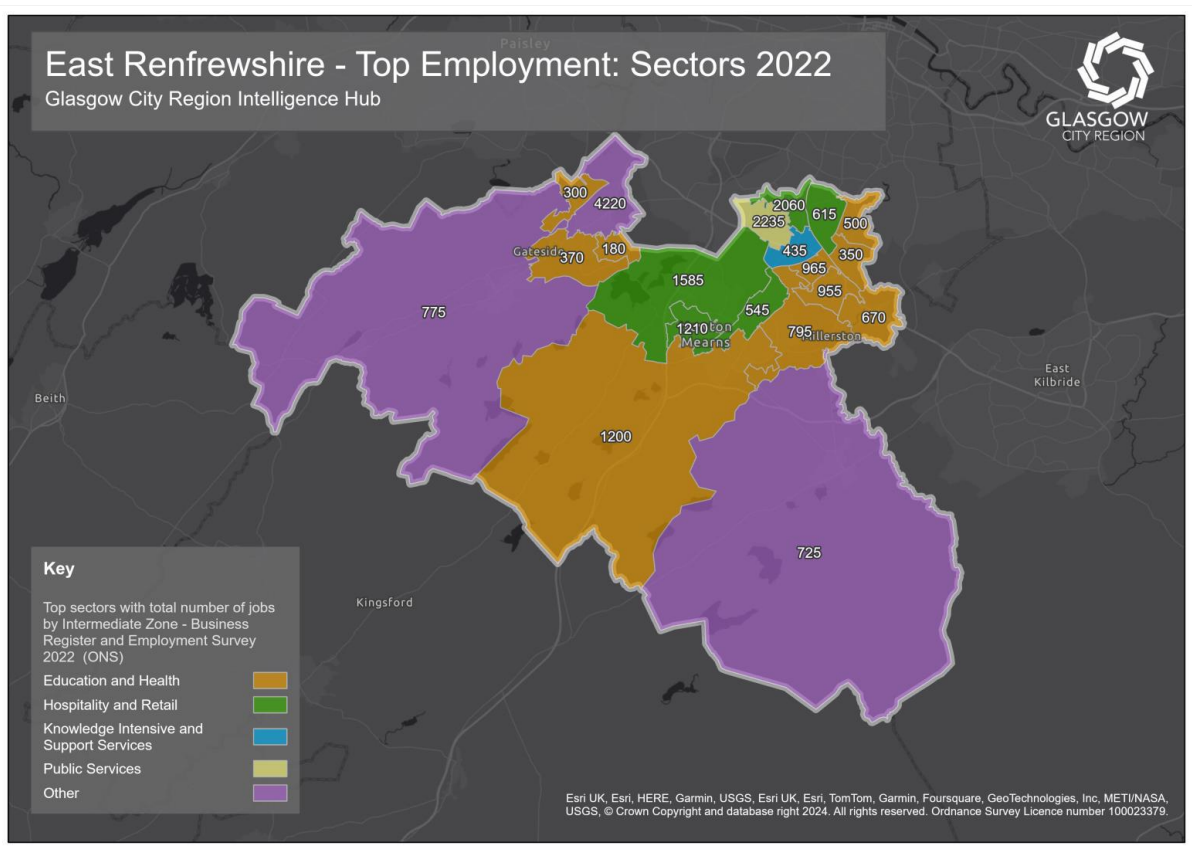 Paisley
East Renfrewshire - Top Employment: Sectors 2022
Glasgow City Region Intelligence Hub
GLASGOW
CITY REGION
300
4220
2060
615
2235
500
Gateside
370
180
435
350
965
1585
955
775
545
670
1210
795
Mearns
East
Kilbride
Beith
1200
725
Kingsford
Key
Top sectors with total number of jobs
by Intermediate Zone - Business
Register and Employment Survey
2022 (ONS)
Education and Health
Hospitality and Retail
Knowledge Intensive and
Support Services
Public Services
Other
Esri UK, Esri, HERE, Garmin, USGS, Esri UK, Esri, TomTom, Garmin, Foursquare, GeoTechnologies, Inc, METI/NASA,
USGS, © Crown Copyright and database right 2024. All rights reserved. Ordnance Survey Licence number 100023379.